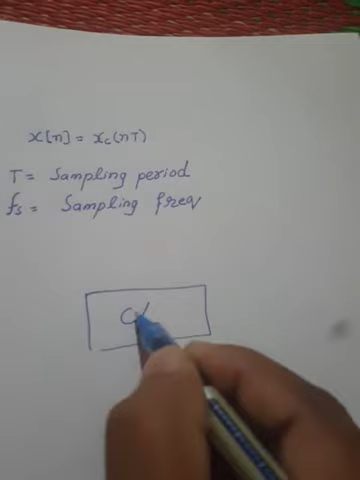 x[n] = xc(nT)
T = Sampling period
fs = Sampling freq
C/